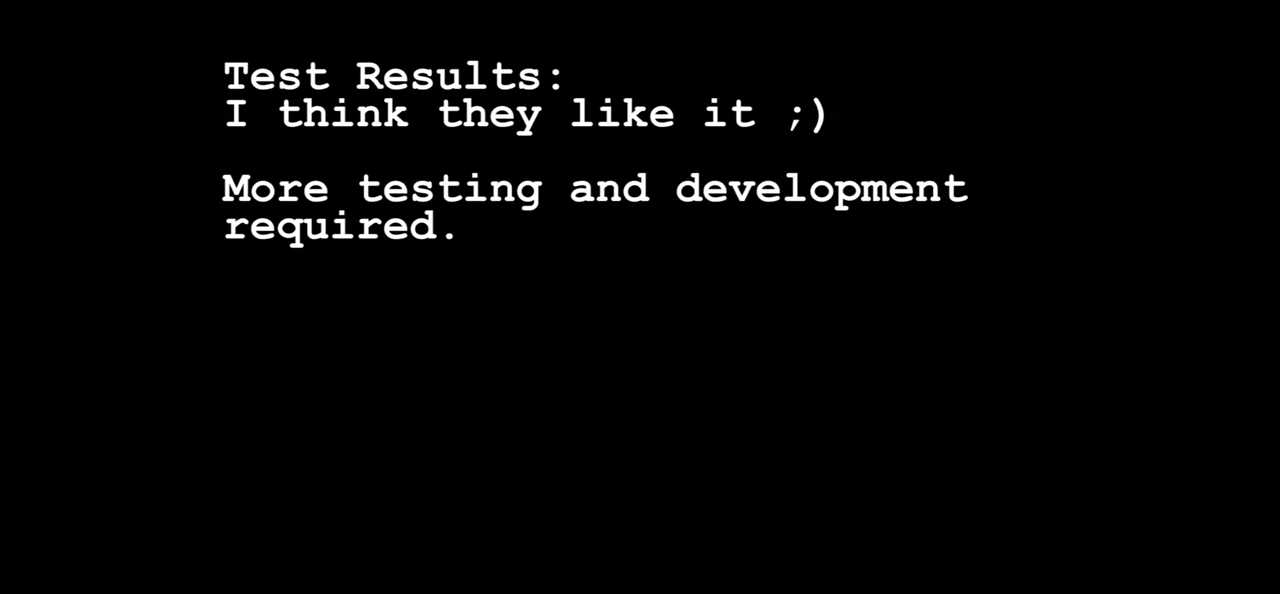 Test Results:
I think they like it ;)
More testing and development
required.